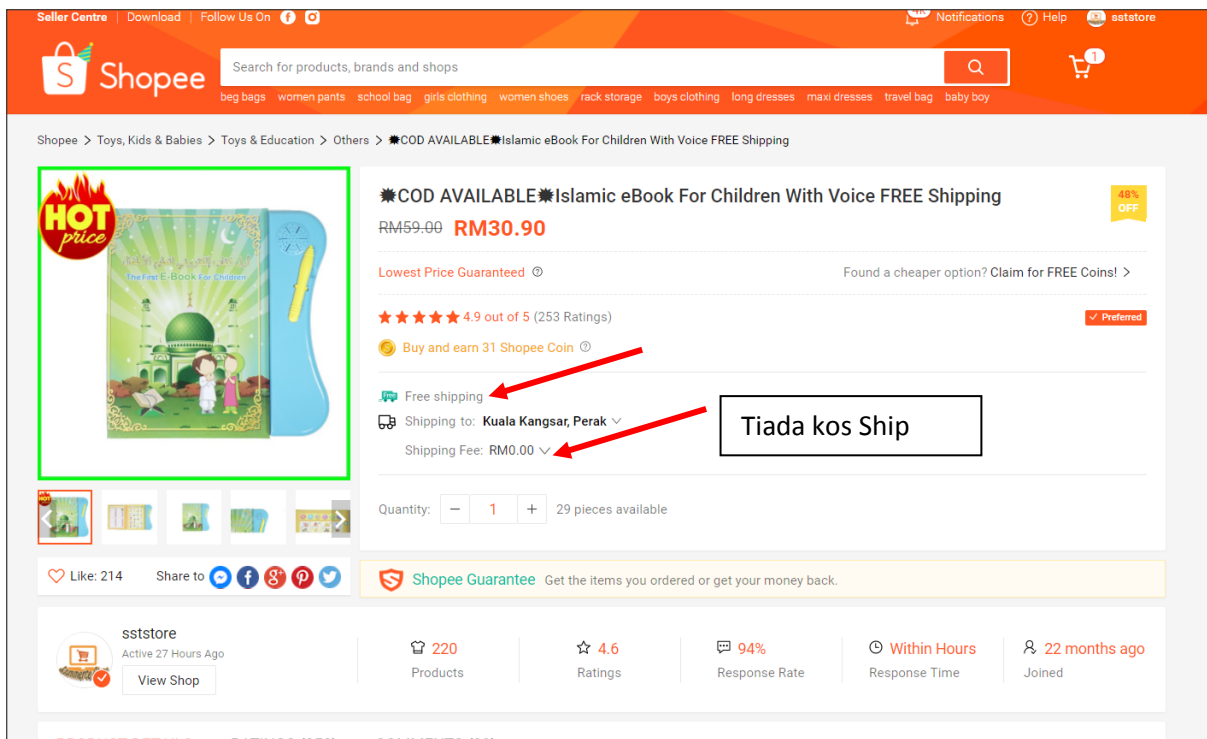 Seller Centre | Download | Follow Us On
Notifications Help sststore
Shopee
Search for products, brands and shops
1
beg bags women pants school bag girls clothing women shoes rack storage boys clothing long dresses maxi dresses travel bag baby boy
Shopee > Toys, Kids & Babies > Toys & Education > Others > ✹COD AVAILABLE✹Islamic eBook For Children With Voice FREE Shipping
HOT
price
The First E-Book For Children
✹COD AVAILABLE✹Islamic eBook For Children With Voice FREE Shipping
48%
OFF
RM59.00 RM30.90
Lowest Price Guaranteed
Found a cheaper option? Claim for FREE Coins! >
4.9 out of 5 (253 Ratings)
✓ Preferred
Buy and earn 31 Shopee Coin
Free shipping
Shipping to: Kuala Kangsar, Perak
Shipping Fee: RM0.00
Tiada kos Ship
Quantity: − 1 + 29 pieces available
Like: 214 Share to
Shopee Guarantee Get the items you ordered or get your money back.
sststore
Active 27 Hours Ago
View Shop
220
Products
4.6
Ratings
94%
Response Rate
Within Hours
Response Time
22 months ago
Joined